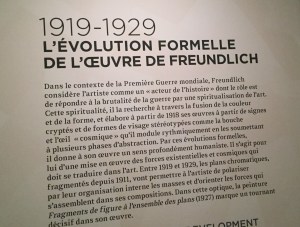 1919-1929
L'ÉVOLUTION FORMELLE
DE L'ŒUVRE DE FREUNDLICH
Dans le contexte de la Première Guerre mondiale, Freundlich
considère l'artiste comme un « acteur de l'histoire » dont le rôle est
de répondre à la brutalité de la guerre par une spiritualisation de l'art.
Cette spiritualité, il la recherche à travers la fusion de la couleur
et de la forme, et élabore à partir de 1918 ses œuvres à partir de signes
cryptés et de formes de visage stéréotypées comme la bouche
et l'œil « cosmique » qu'il module rythmiquement en les soumettant
à plusieurs phases d'abstraction. Par ces évolutions formelles,
il donne à son œuvre un sens profondément humaniste. Il s'agit pour
lui d'une mise en œuvre des forces existentielles et cosmiques qui
doit se traduire dans l'art. Entre 1919 et 1929, les plans chromatiques,
fragmentés depuis 1911, vont permettre à l'artiste de polariser
par leur organisation interne les masses et d'orienter les forces qui
s'assemblent dans ses compositions. Dans cette optique, la peinture
Fragments de figure à l'ensemble des plans (1927) marque un tournant
décisif dans son œuvre.
DEVELOPMENT